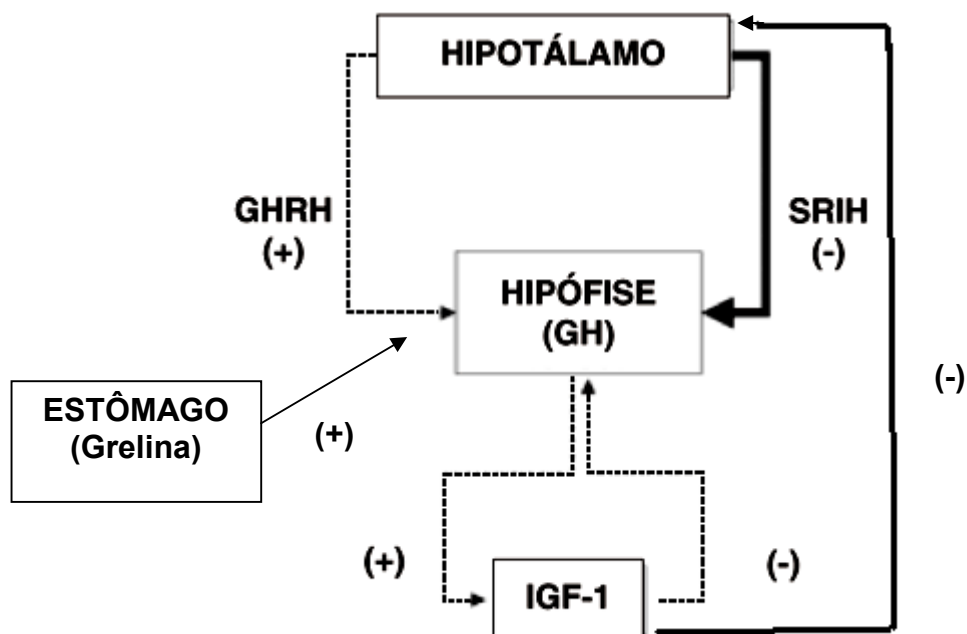 HIPOTÁLAMO
GHRH
(+)
SRIH
(-)
HIPÓFISE
(GH)
(-)
ESTÔMAGO
(Grelina)
(+)
(+)
(-)
IGF-1